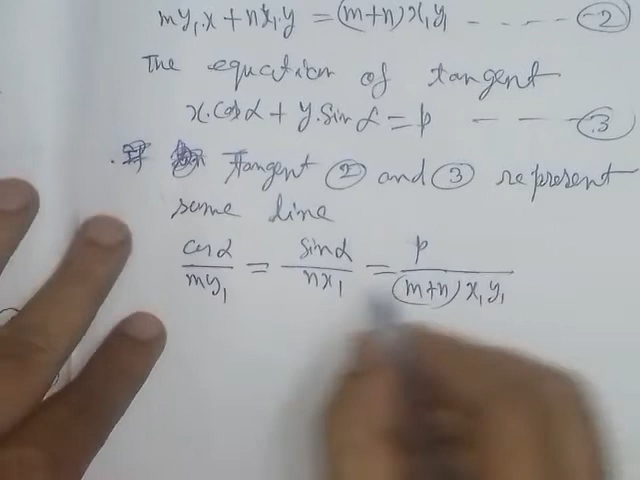 my₁.x + nx₁.y = (m+n)x₁y₁ - - - - - ②
The equation of tangent
x.cosα + y.sinα = p - - - ③
Tangent ② and ③ represent
same line
cosα/my₁ = sinα/nx₁ = p/(m+n)x₁y₁